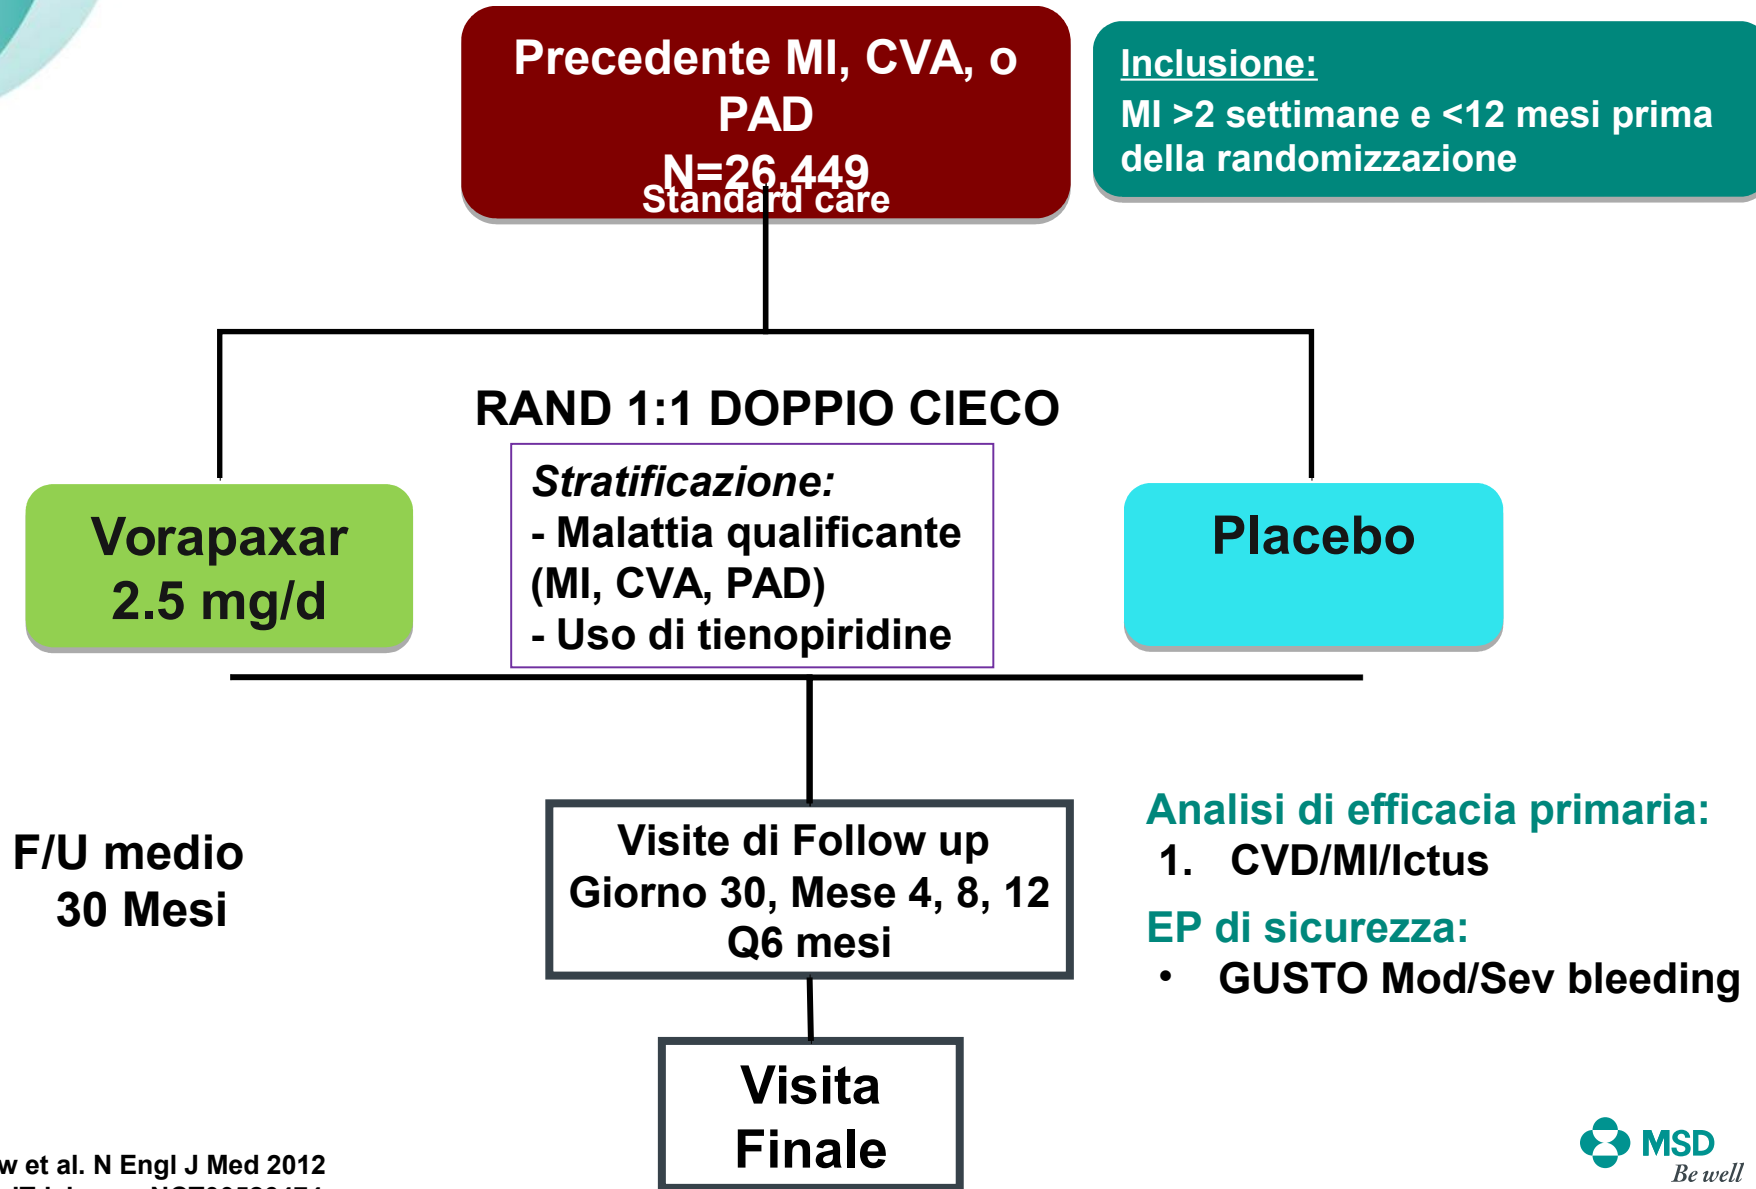 Precedente MI, CVA, o
PAD
N=26,449
Standard care
Inclusione:
MI >2 settimane e <12 mesi prima
della randomizzazione
RAND 1:1 DOPPIO CIECO
Vorapaxar
2.5 mg/d
Stratificazione:
- Malattia qualificante
(MI, CVA, PAD)
- Uso di tienopiridine
Placebo
F/U medio
30 Mesi
Visite di Follow up
Giorno 30, Mese 4, 8, 12
Q6 mesi
Analisi di efficacia primaria:
1. CVD/MI/Ictus
EP di sicurezza:
• GUSTO Mod/Sev bleeding
Visita
Finale
et al. N Engl J Med 2012
MSD
Be well